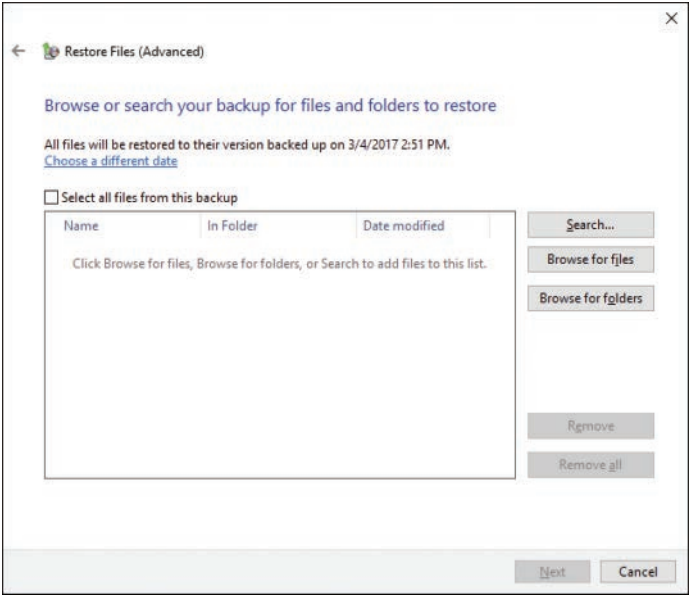 Restore Files (Advanced)
Browse or search your backup for files and folders to restore
All files will be restored to their version backed up on 3/4/2017 2:51 PM.
Choose a different date
Select all files from this backup
Name In Folder Date modified
Search...
Click Browse for files, Browse for folders, or Search to add files to this list.
Browse for files
Browse for folders
Remove
Remove all
Next Cancel